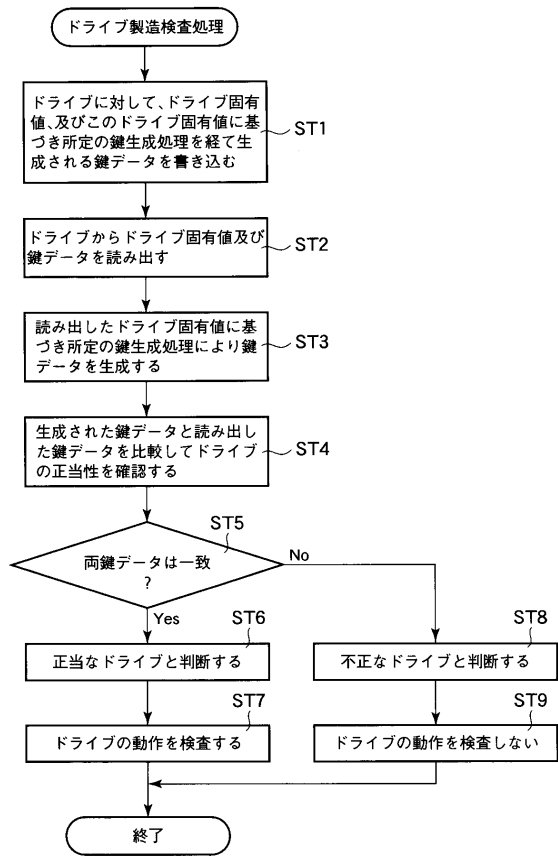 ドライブ製造検査処理
ドライブに対して、ドライブ固有
値、及びこのドライブ固有値に基
づき所定の鍵生成処理を経て生
成される鍵データを書き込む
ST1
ドライブからドライブ固有値及び
鍵データを読み出す
ST2
読み出したドライブ固有値に基
づき所定の鍵生成処理により鍵
データを生成する
ST3
生成された鍵データと読み出し
た鍵データを比較してドライブ
の正当性を確認する
ST4
ST5
両鍵データは一致
?
No
Yes
ST6
正当なドライブと判断する
ST8
不正なドライブと判断する
ST7
ドライブの動作を検査する
ST9
ドライブの動作を検査しない
終了